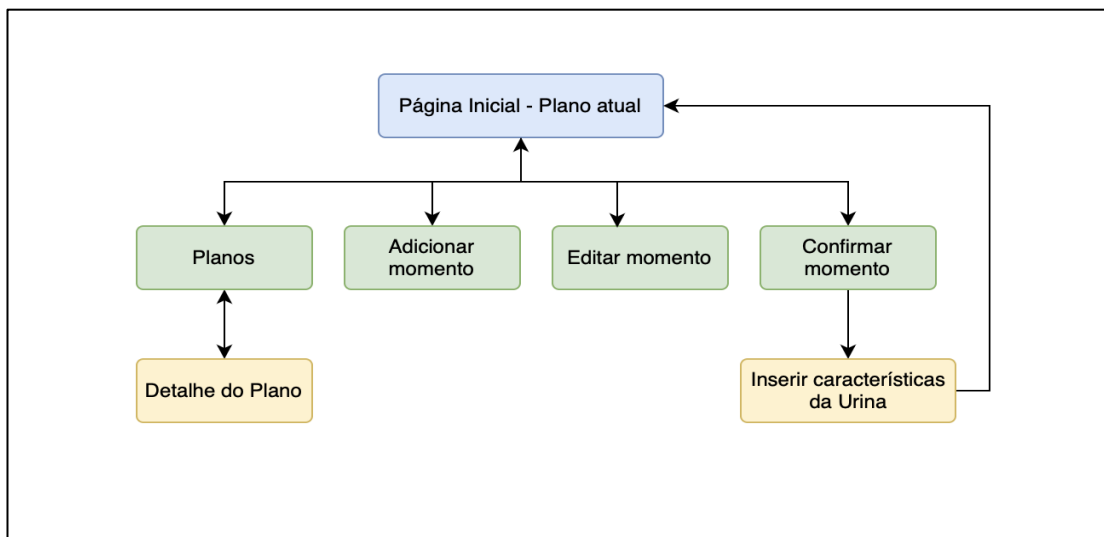 Página Inicial - Plano atual
Planos
Adicionar
momento
Editar momento
Confirmar
momento
Detalhe do Plano
Inserir características
da Urina